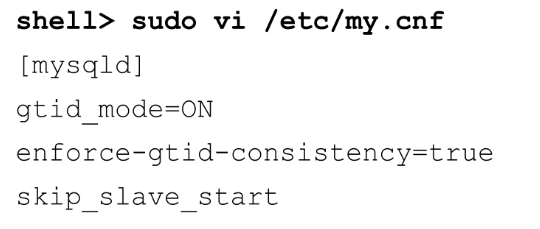 shell> sudo vi /etc/my.cnf
[mysqld]
gtid_mode=ON
enforce-gtid-consistency=true
skip_slave_start